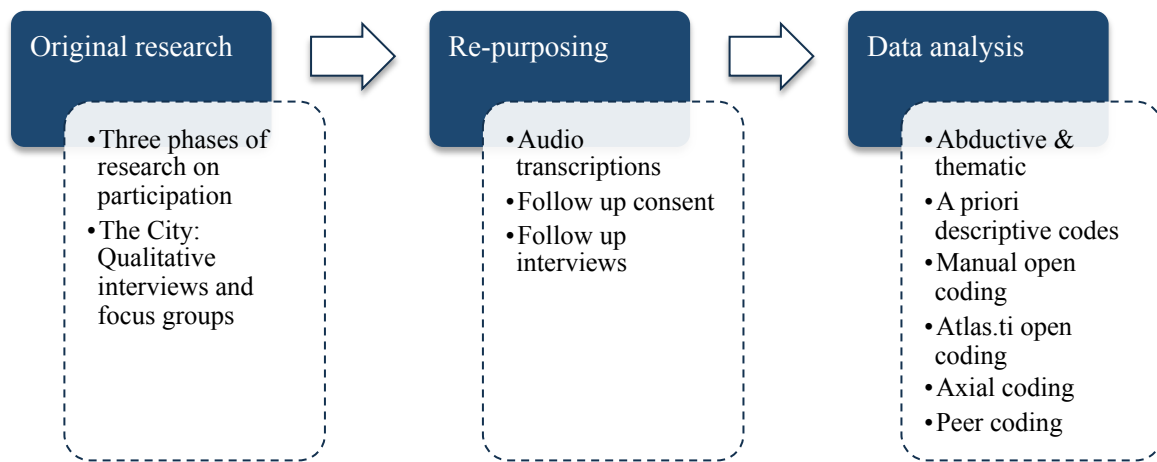 Original research
•Three phases of
research on
participation
•The City:
Qualitative
interviews and
focus groups
Re-purposing
•Audio
transcriptions
•Follow up consent
•Follow up
interviews
Data analysis
•Abductive &
thematic
•A priori
descriptive codes
•Manual open
coding
•Atlas.ti open
coding
•Axial coding
•Peer coding